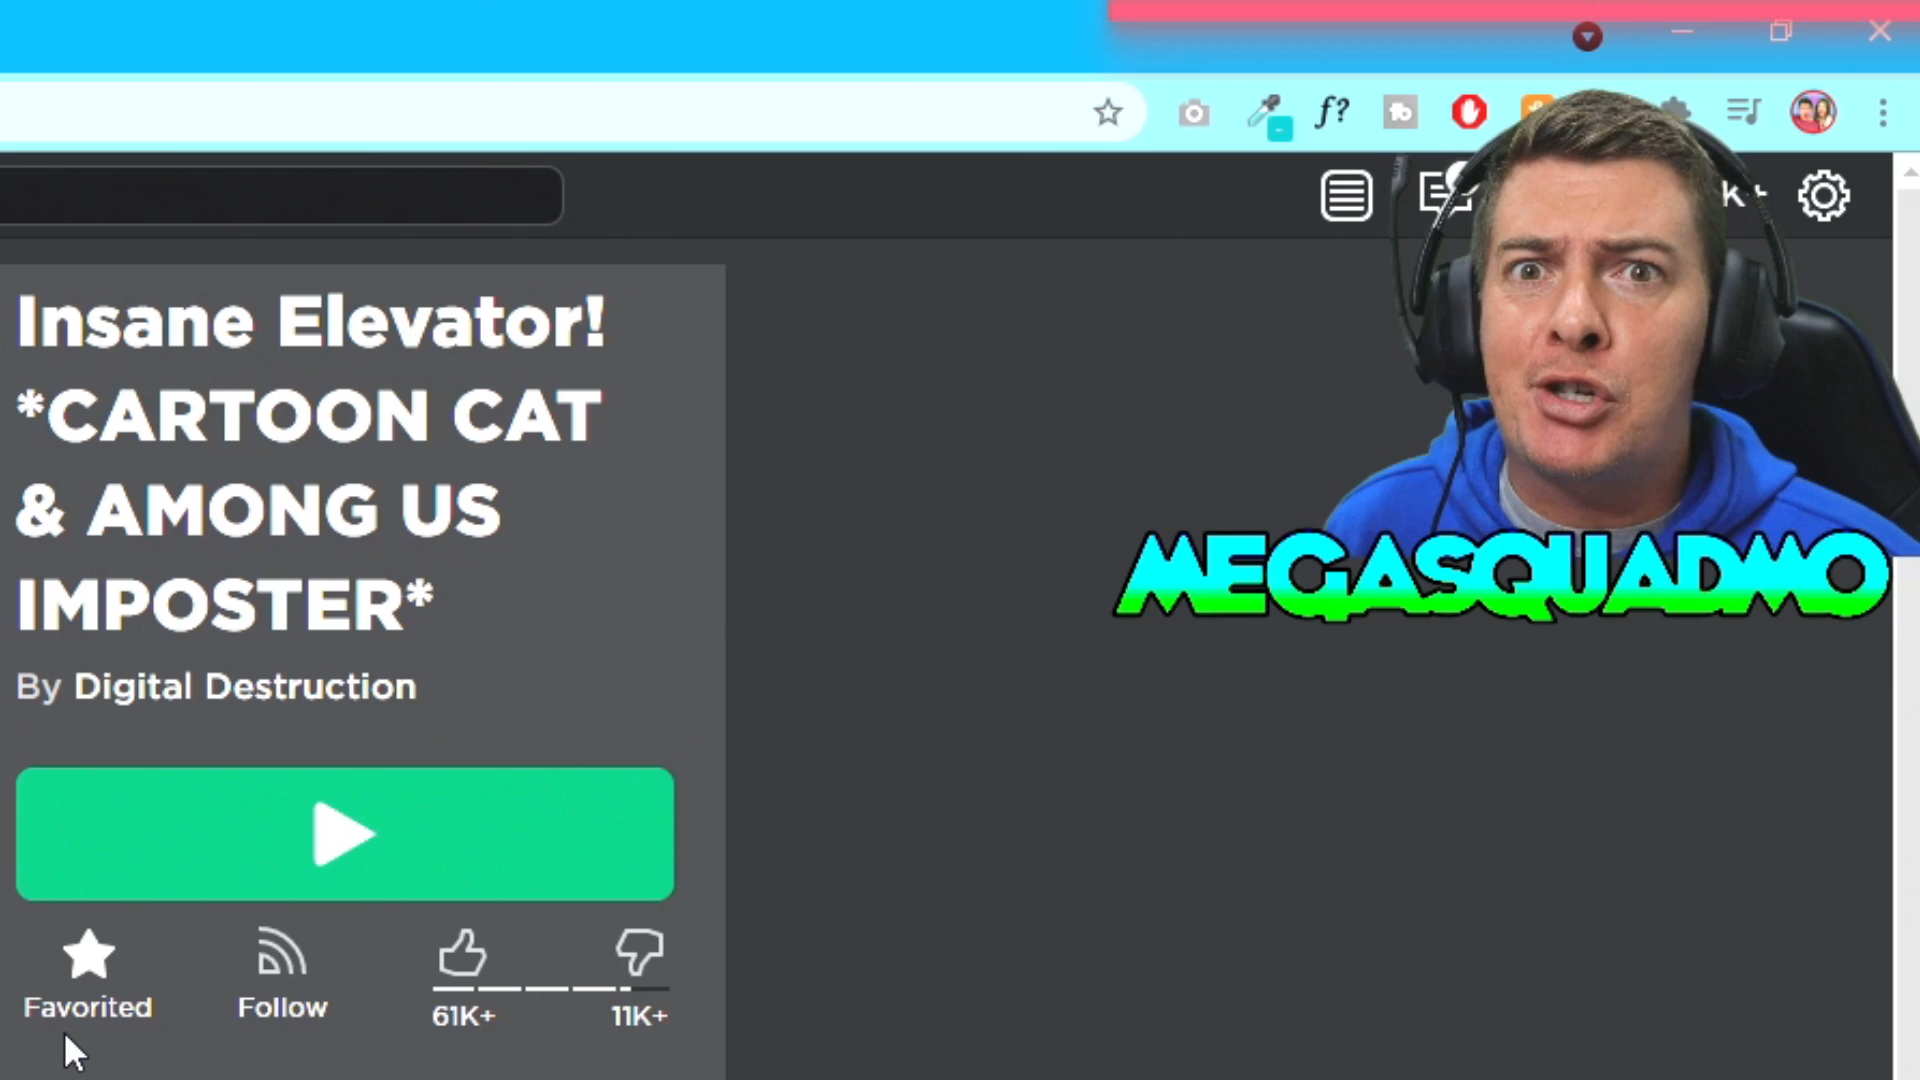 f?
K+
Insane Elevator!
*CARTOON CAT
& AMONG US
IMPOSTER*
By Digital Destruction
MEGASQUADMO
Favorited
Follow
61K+
11K+